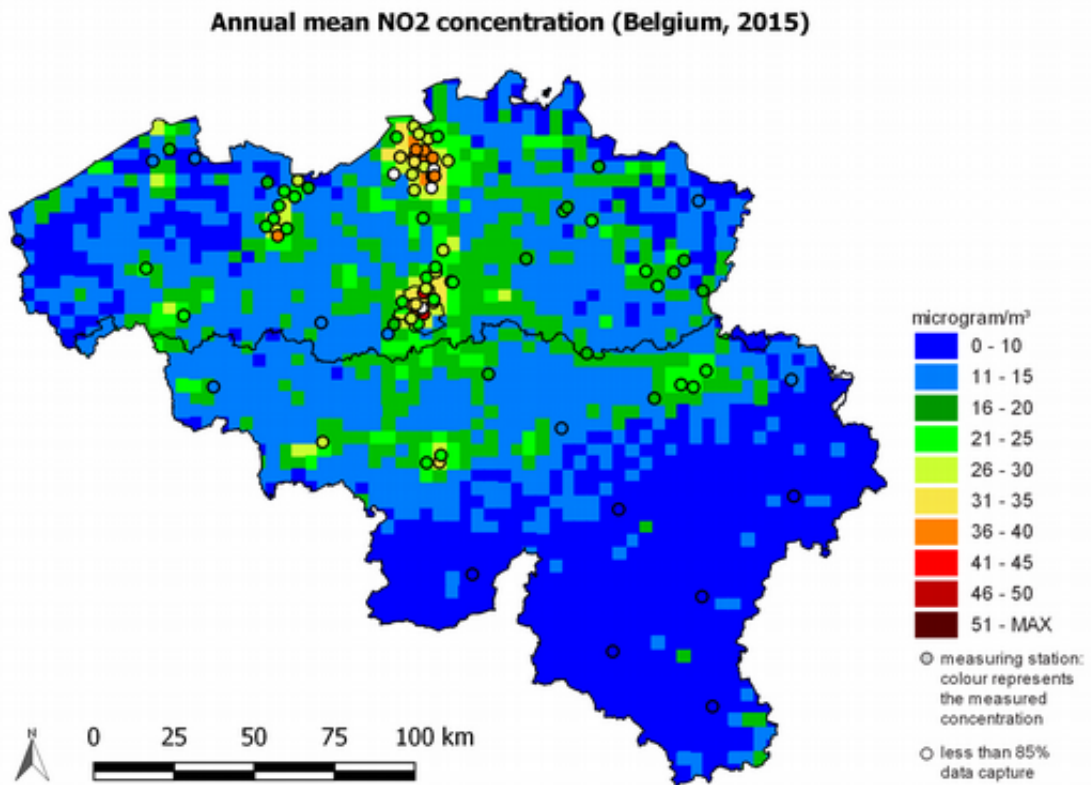 Annual mean NO2 concentration (Belgium, 2015)
microgram/m³
0 - 10
11 - 15
16 - 20
21 - 25
26 - 30
31 - 35
36 - 40
41 - 45
46 - 50
51 - MAX
measuring station:
colour represents
the measured
concentration
less than 85%
data capture
N
0 25 50 75 100 km